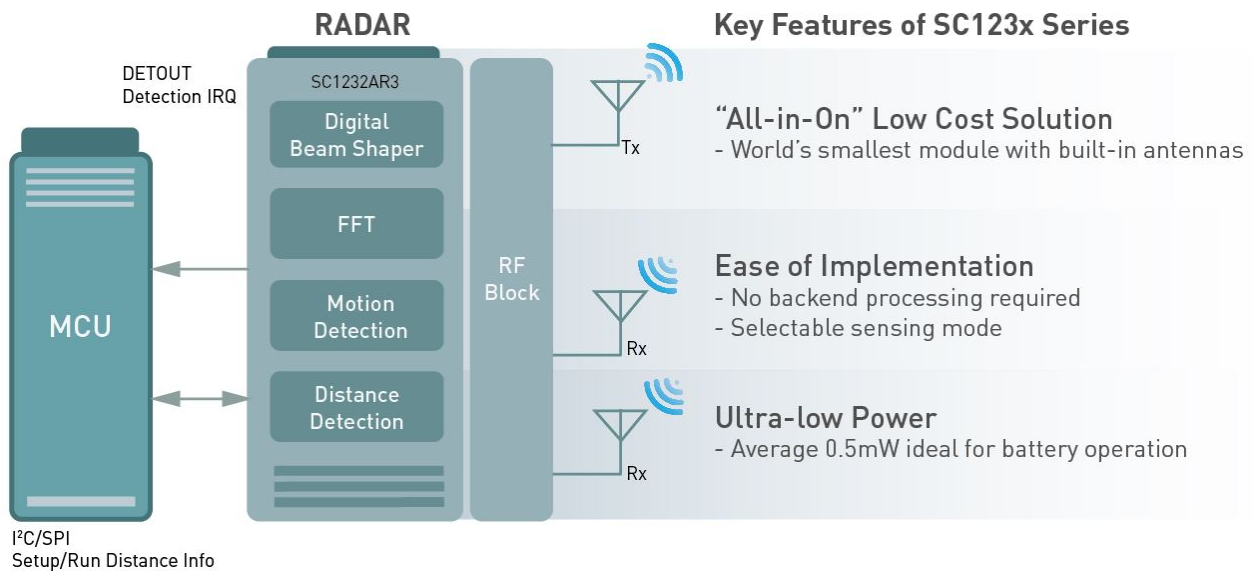 RADAR
Key Features of SC123x Series
DETOUT
Detection IRQ
SC1232AR3
Digital
Beam Shaper
FFT
Motion
Detection
Distance
Detection
MCU
RF
Block
Tx
Rx
Rx
“All-in-On” Low Cost Solution
- World’s smallest module with built-in antennas
Ease of Implementation
- No backend processing required
- Selectable sensing mode
Ultra-low Power
- Average 0.5mW ideal for battery operation
I²C/SPI
Setup/Run Distance Info